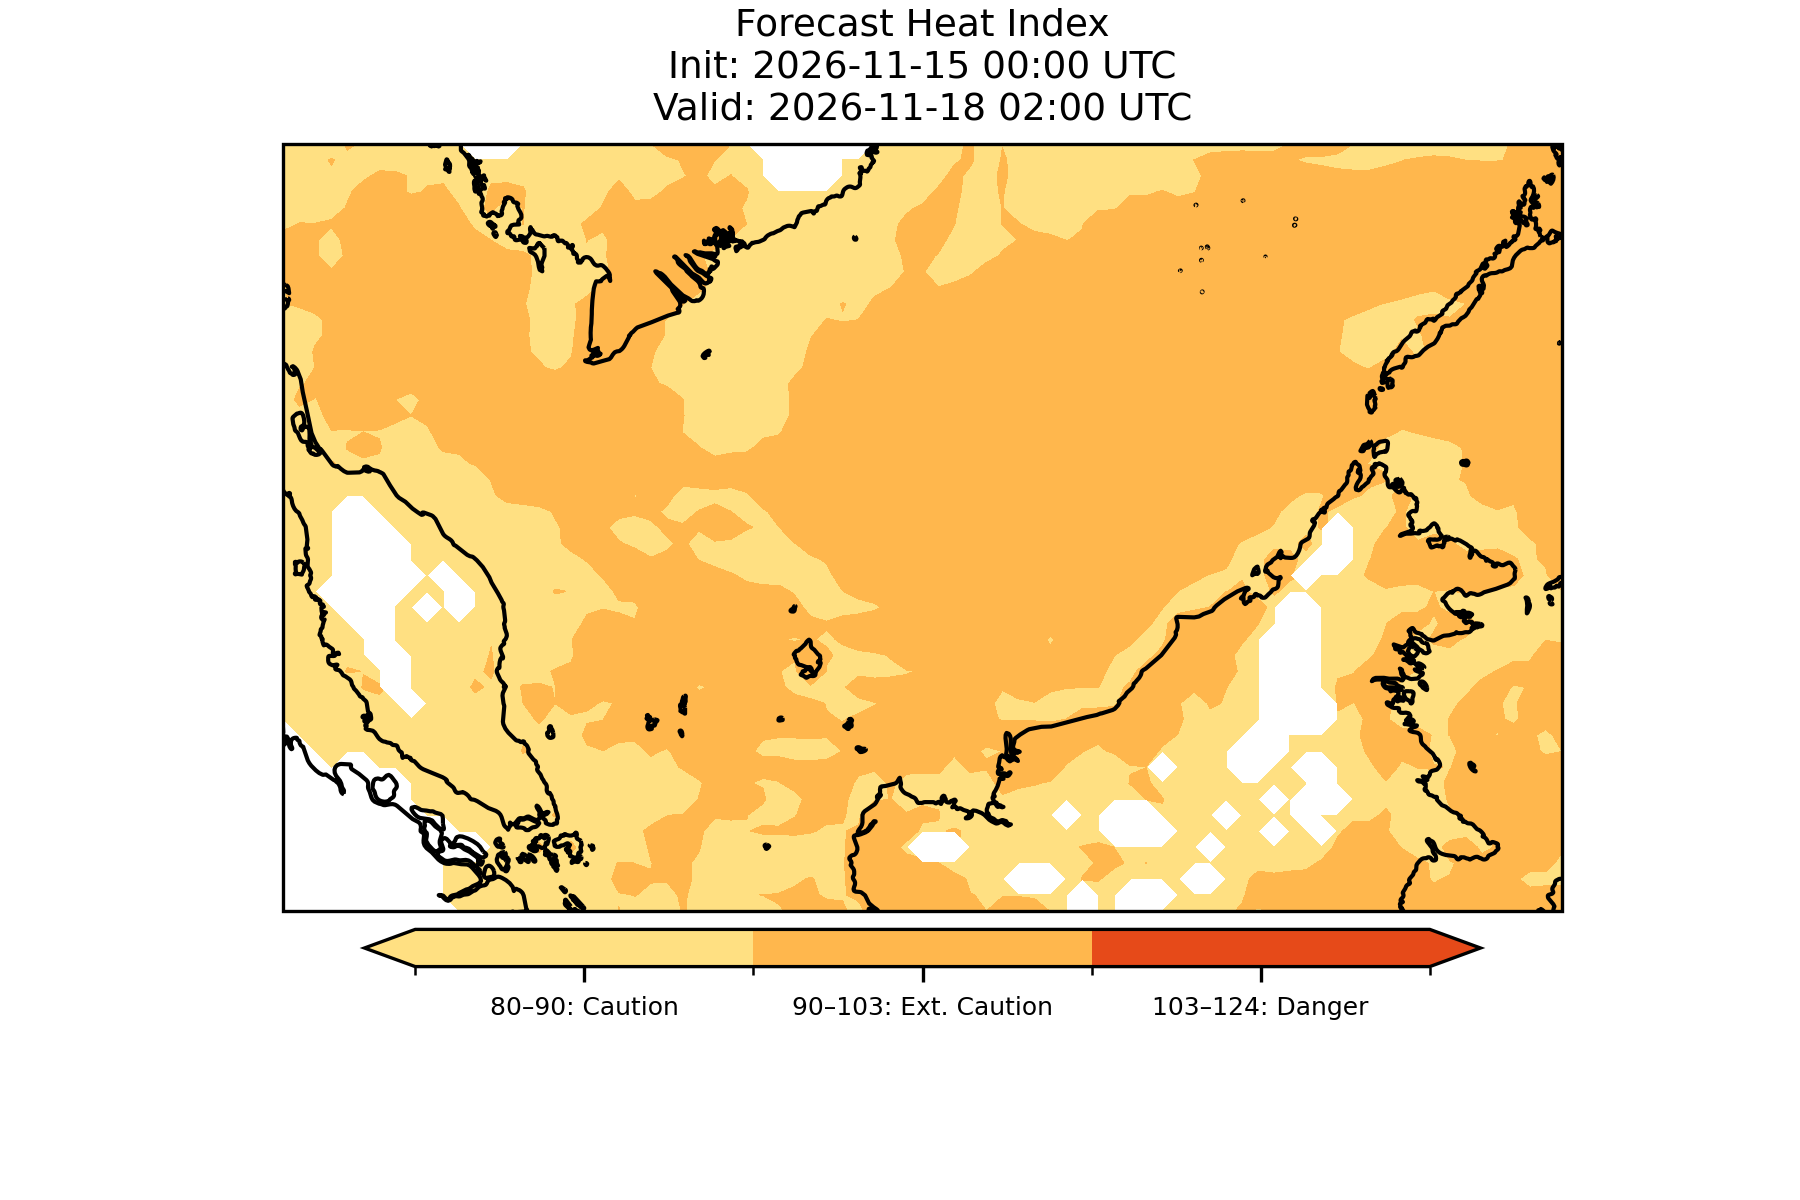 Forecast Heat Index
Init: 2026-11-15 00:00 UTC
Valid: 2026-11-18 02:00 UTC
80–90: Caution
90–103: Ext. Caution
103–124: Danger